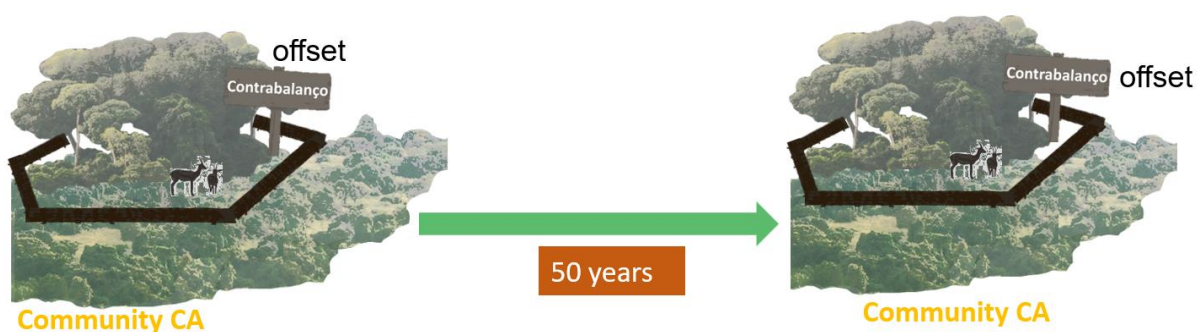 offset
Contrabalanço
Community CA
50 years
Contrabalanço
offset
Community CA